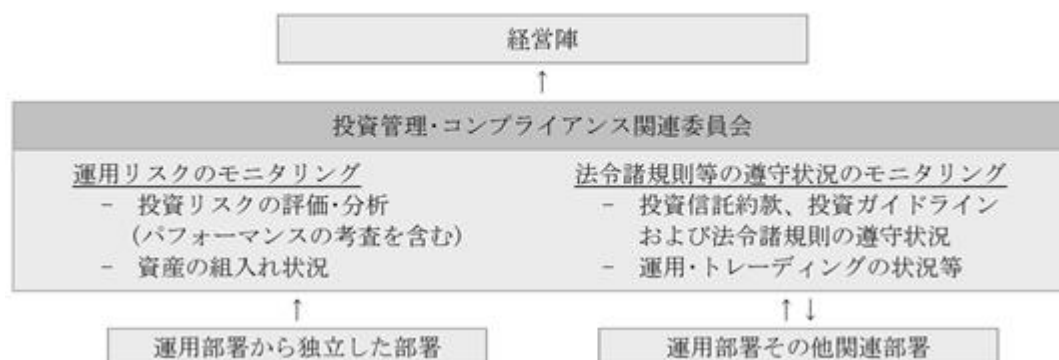 経営陣
↑
投資管理・コンプライアンス関連委員会
運用リスクのモニタリング
－ 投資リスクの評価・分析
(パフォーマンスの考査を含む)
－ 資産の組入れ状況
法令諸規則等の遵守状況のモニタリング
－ 投資信託約款、投資ガイドライン
および法令諸規則の遵守状況
－ 運用・トレーディングの状況等
↑
↑↓
運用部署から独立した部署
運用部署その他関連部署